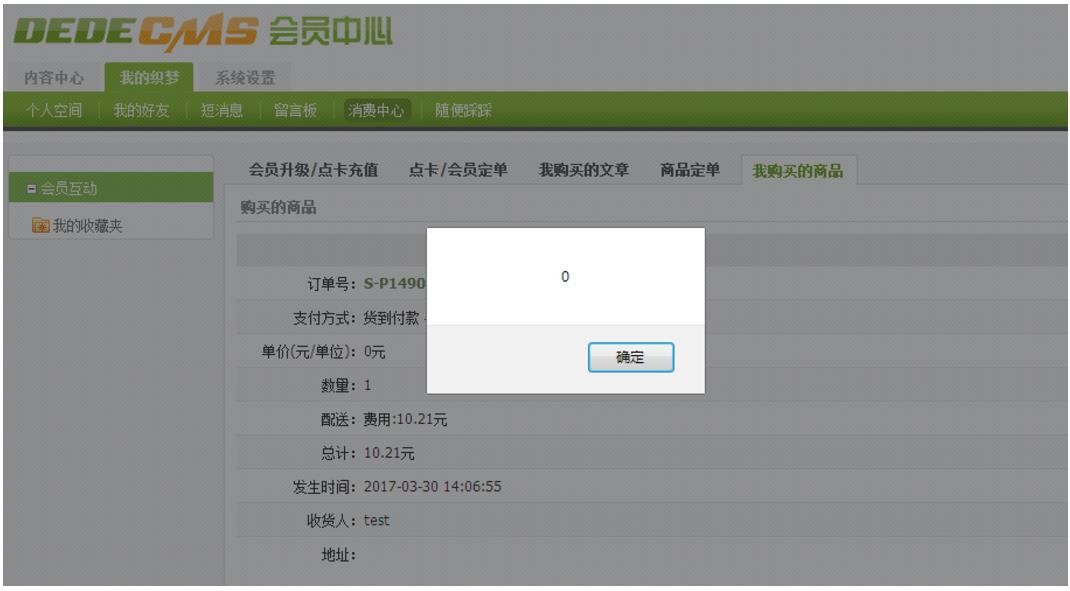 DEDECMS 会员中心
内容中心 我的织梦 系统设置
个人空间 我的好友 短消息 留言板 消费中心 随便踩踩
会员升级/点卡充值 点卡/会员定单 我购买的文章 商品定单 我购买的商品
会员互动
我的收藏夹
购买的商品
0
确定
订单号: S-P1490
支付方式: 货到付款
单价(元/单位): 0元
数量: 1
配送: 费用:10.21元
总计: 10.21元
发生时间: 2017-03-30 14:06:55
收货人: test
地址: